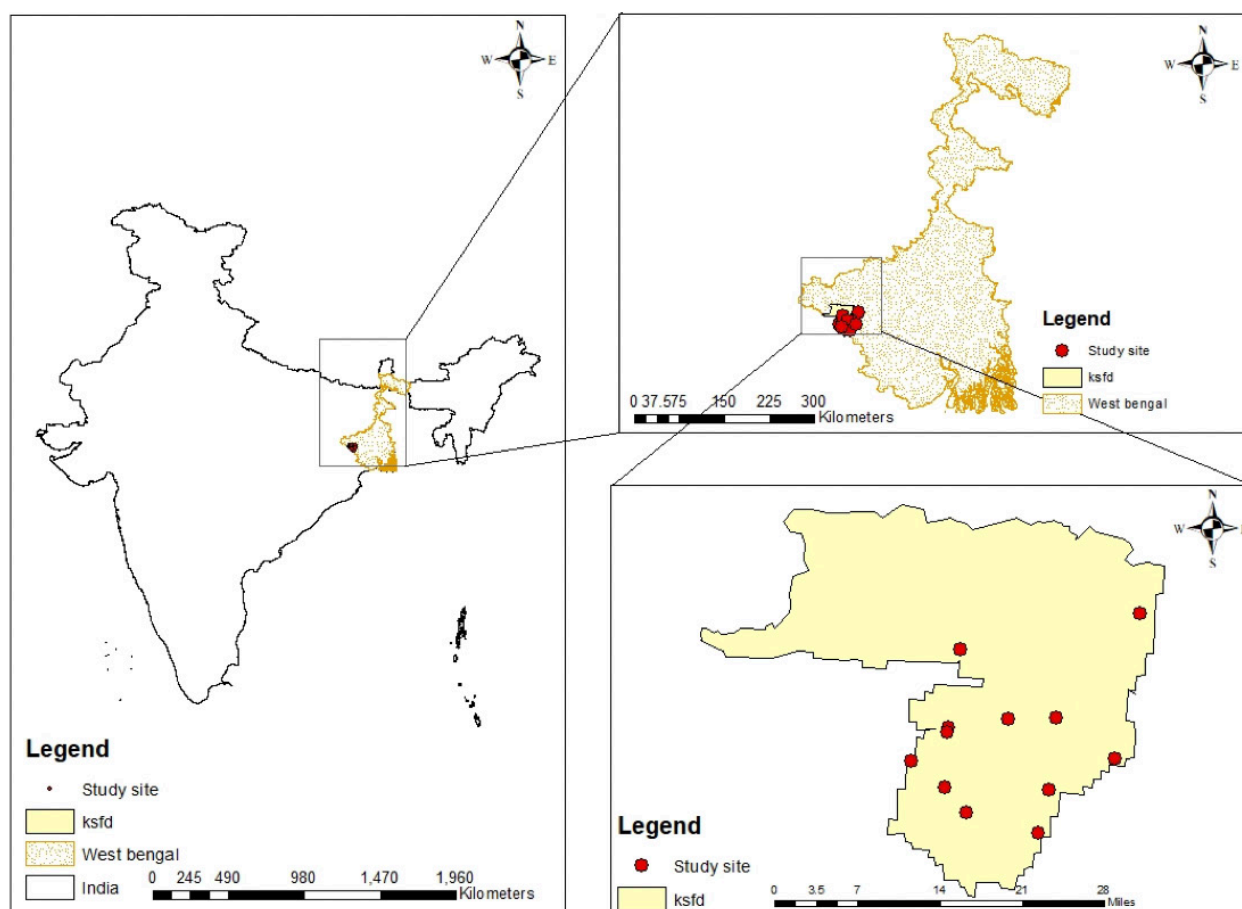 N
W E
S
Legend
Study site
ksfd
West bengal
India
0 245 490 980 1,470 1,960
Kilometers
N
W E
S
Legend
Study site
ksfd
West bengal
0 37.575 150 225 300
Kilometers
N
W E
S
Legend
Study site
ksfd
0 3.5 7 14 21 28
Miles